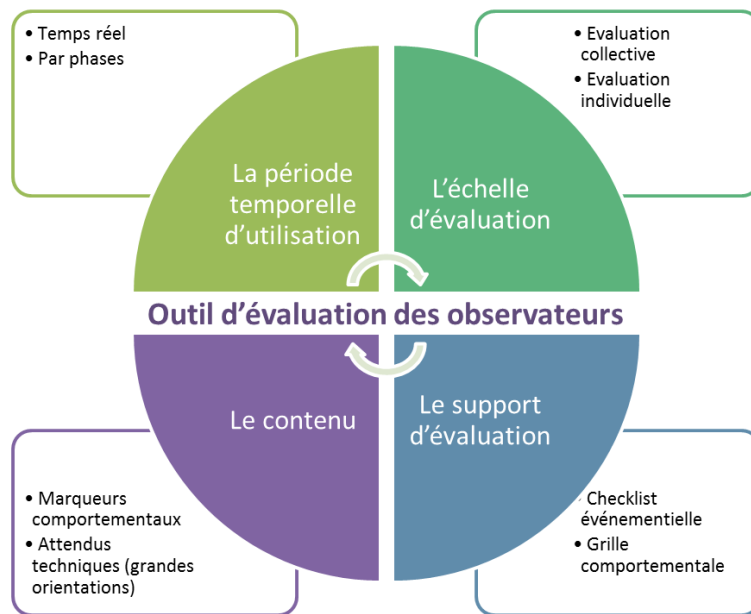 • Temps réel
• Par phases
• Evaluation
collective
• Evaluation
individuelle
La période
temporelle
d'utilisation
L'échelle
d'évaluation
Outil d'évaluation des observateurs
Le contenu
Le support
d'évaluation
• Marqueurs
comportementaux
• Attendus
techniques (grandes
orientations)
• Checklist
événementielle
• Grille
comportementale